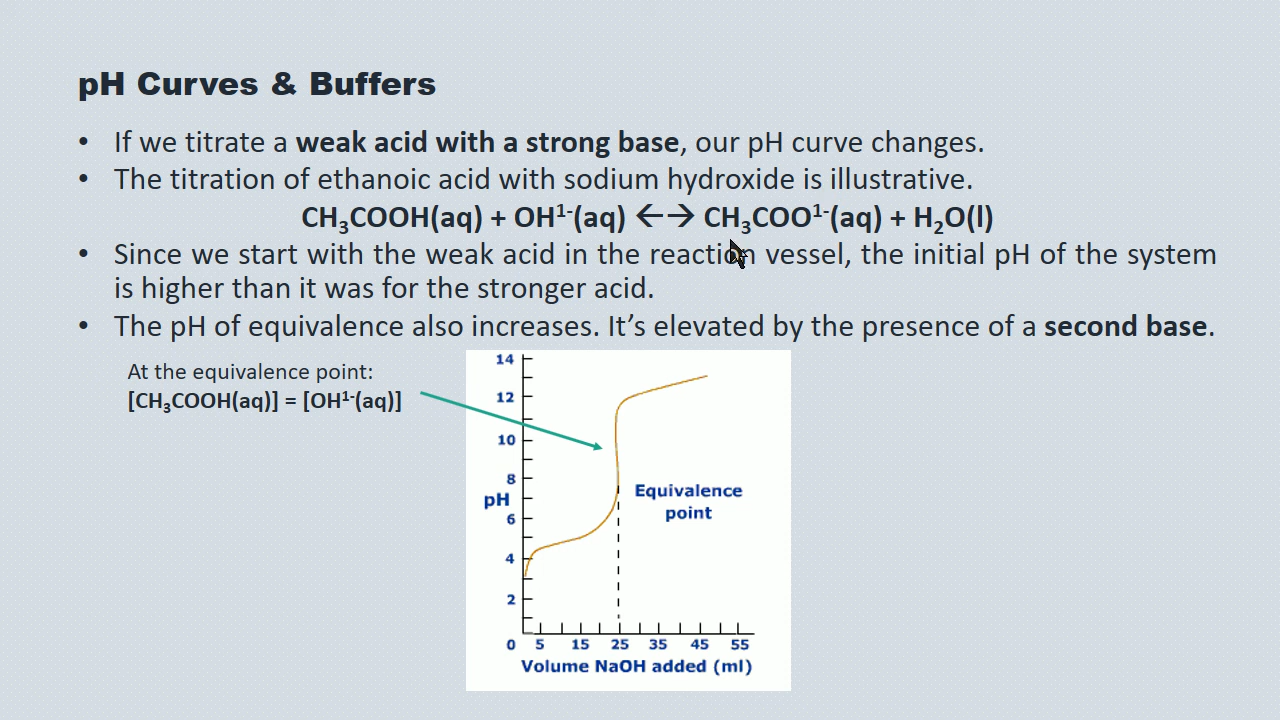 pH Curves & Buffers
• If we titrate a weak acid with a strong base, our pH curve changes.
• The titration of ethanoic acid with sodium hydroxide is illustrative.
CH₃COOH(aq) + OH¹⁻(aq) ←→ CH₃COO¹⁻(aq) + H₂O(l)
• Since we start with the weak acid in the reaction vessel, the initial pH of the system
is higher than it was for the stronger acid.
• The pH of equivalence also increases. It’s elevated by the presence of a second base.
At the equivalence point:
[CH₃COOH(aq)] = [OH¹⁻(aq)]
14
12
10
8
pH
6
4
2
Equivalence
point
0 5 15 25 35 45 55
Volume NaOH added (ml)